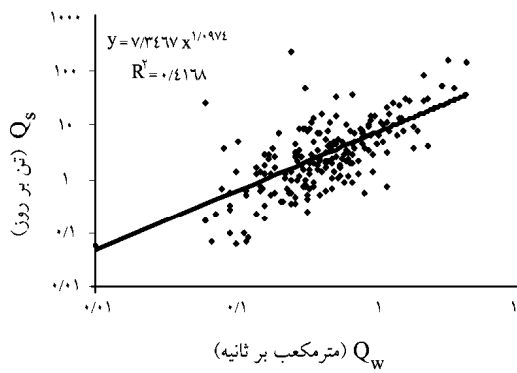 y = ۷/۳۴۶۷ x^۱/۰۹۷۴
R^۲ = ۰/۴۱۶۸
۱۰۰۰
۱۰۰
۱۰
۱
۰/۱
۰/۰۱
Q_s (تن بر روز)
۰/۰۱ ۰/۱ ۱ ۱
Q_w (مترمکعب بر ثانیه)